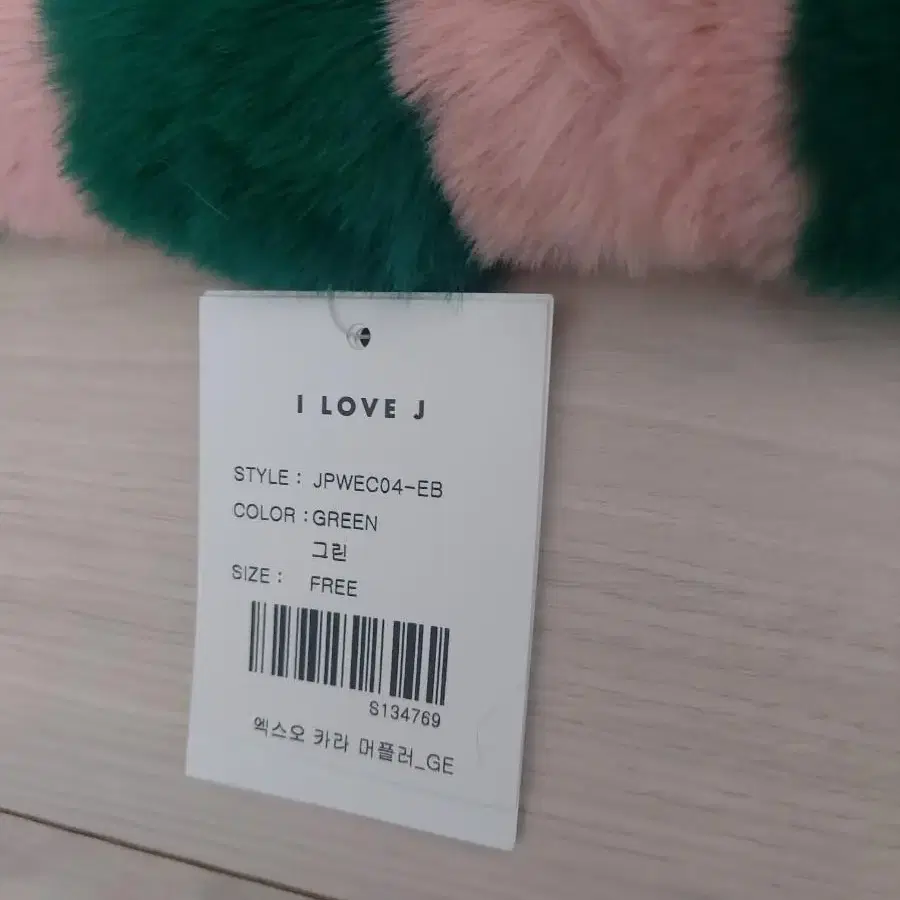 I LOVE J
STYLE : JPWEC04-EB
COLOR : GREEN
그린
SIZE : FREE
S134769
엑스오 카라 머플러_GE